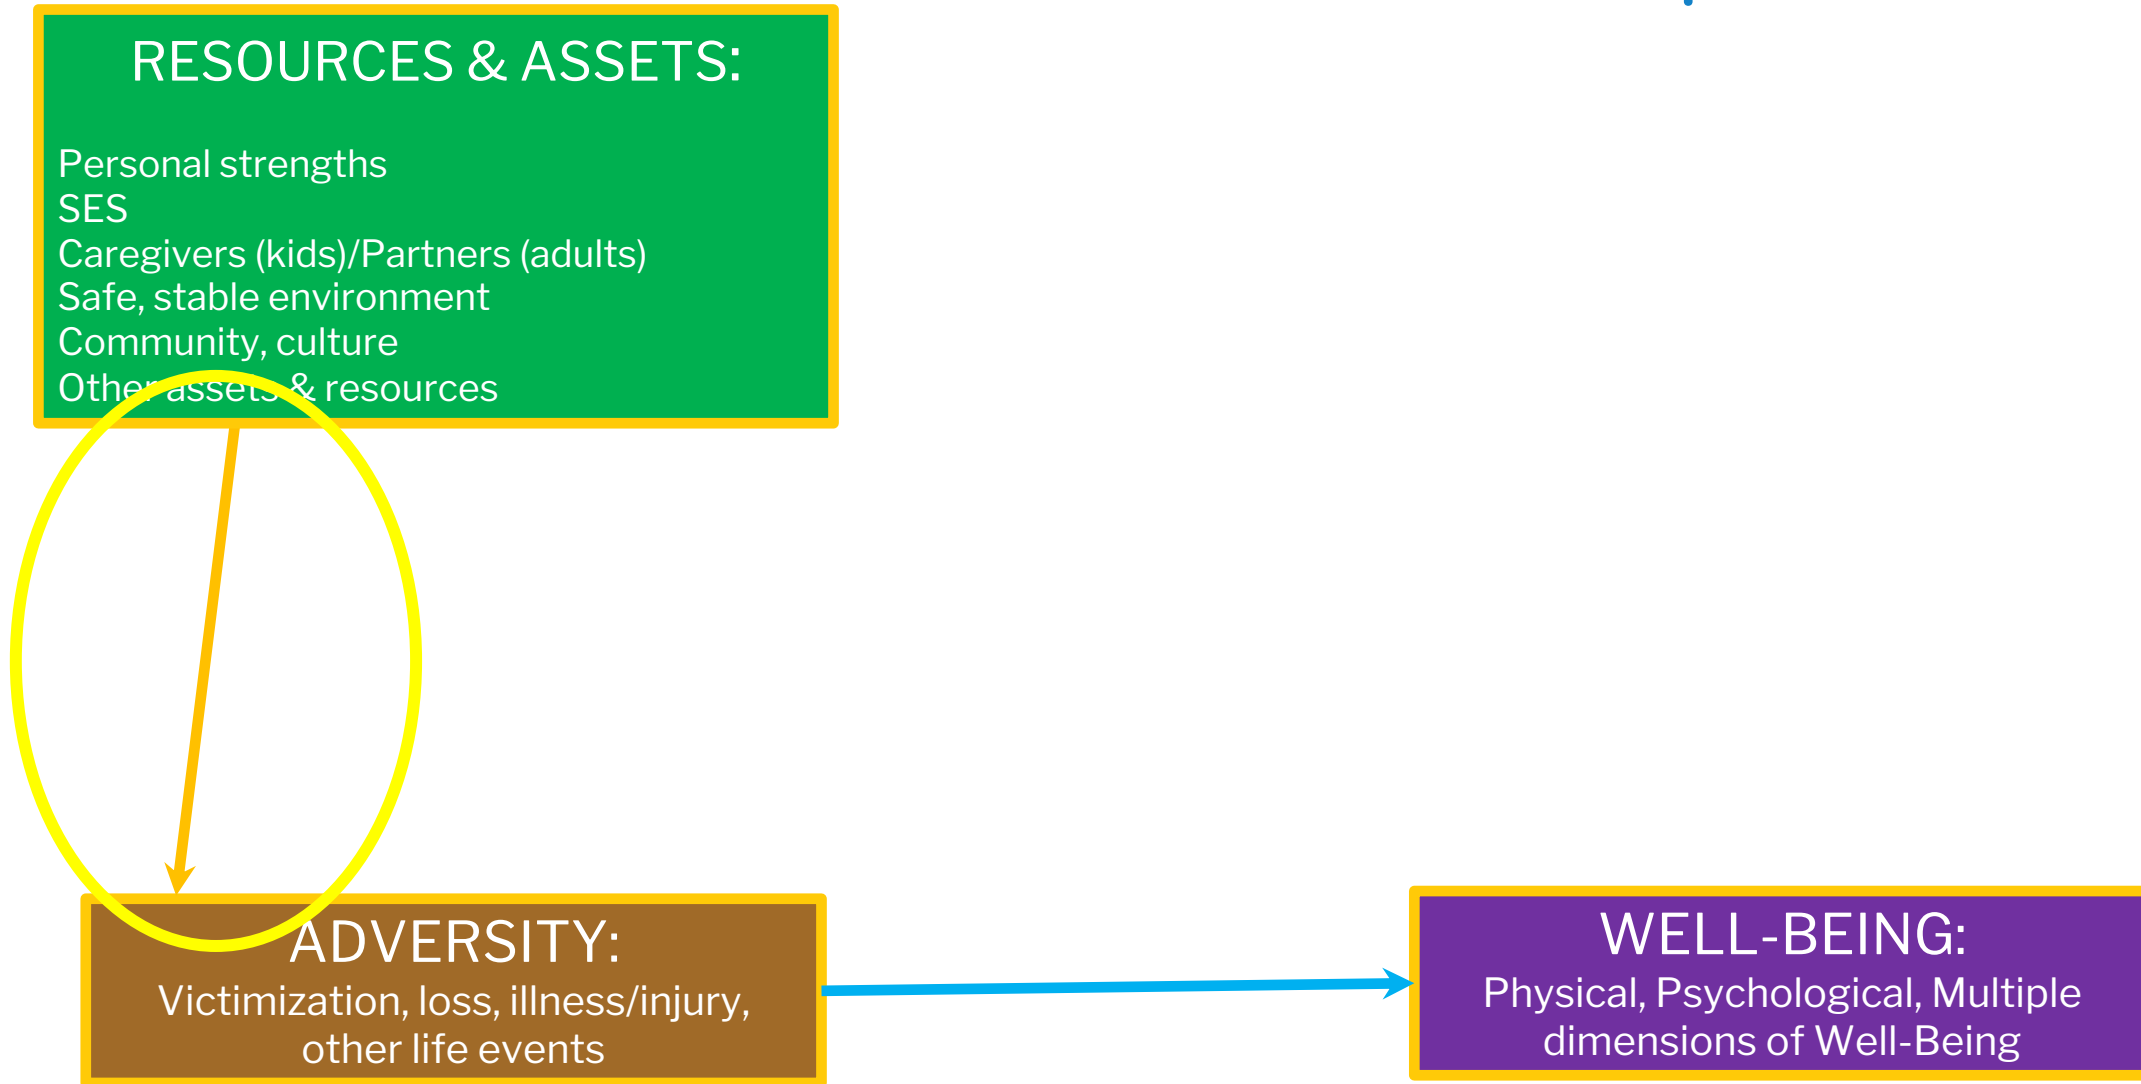 RESOURCES & ASSETS:
Personal strengths
SES
Caregivers (kids)/Partners (adults)
Safe, stable environment
Community, culture
Other assets & resources
ADVERSITY:
Victimization, loss, illness/injury,
other life events
WELL-BEING:
Physical, Psychological, Multiple
dimensions of Well-Being